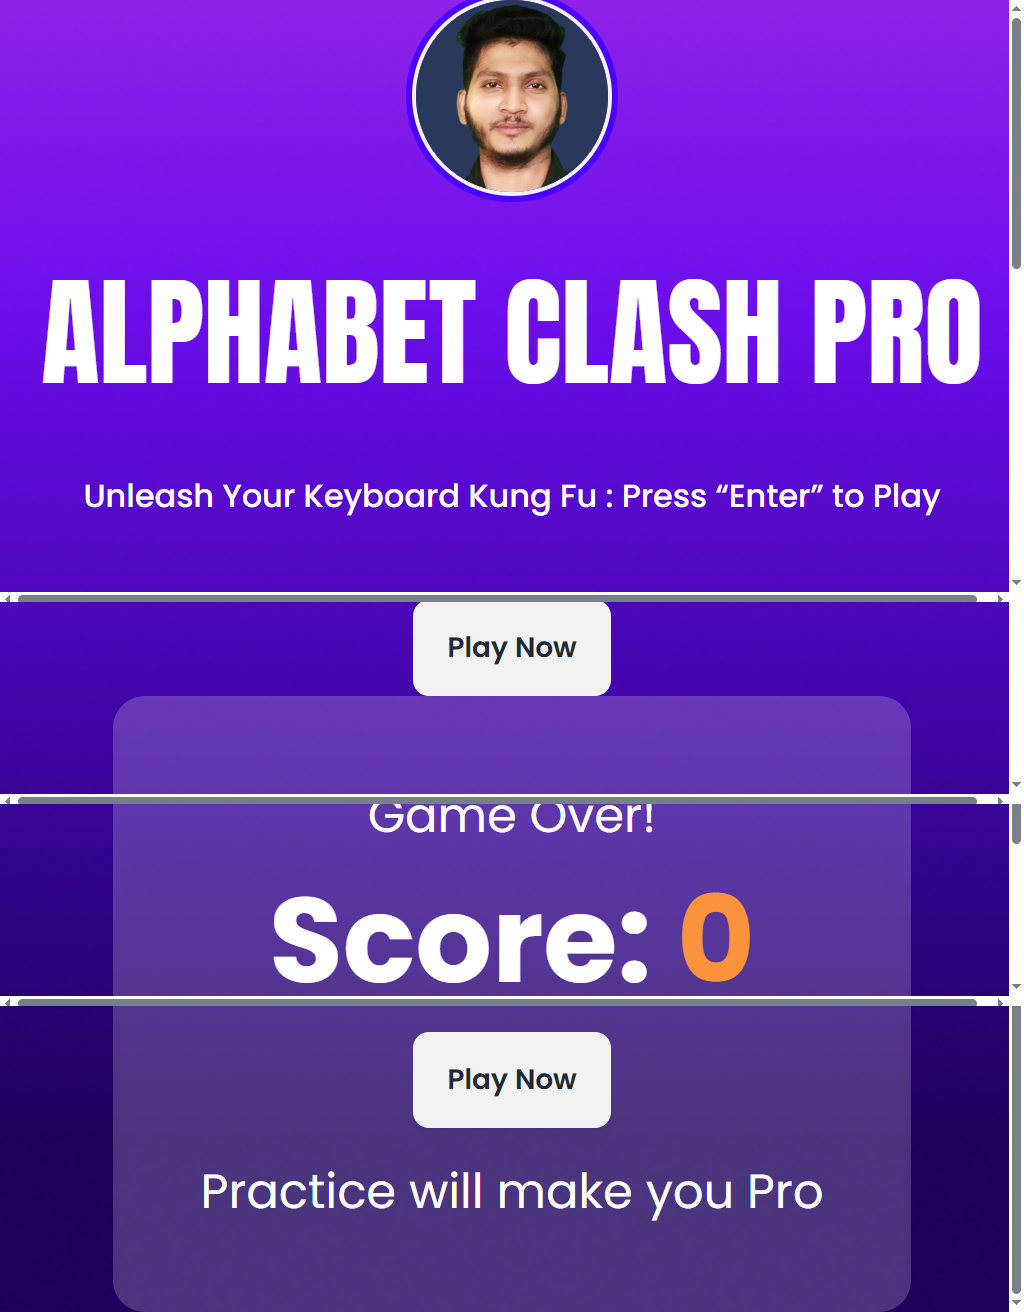 ALPHABET CLASH PRO
Unleash Your Keyboard Kung Fu : Press “Enter” to Play
Play Now
Game Over!
Score: 0
Play Now
Practice will make you Pro